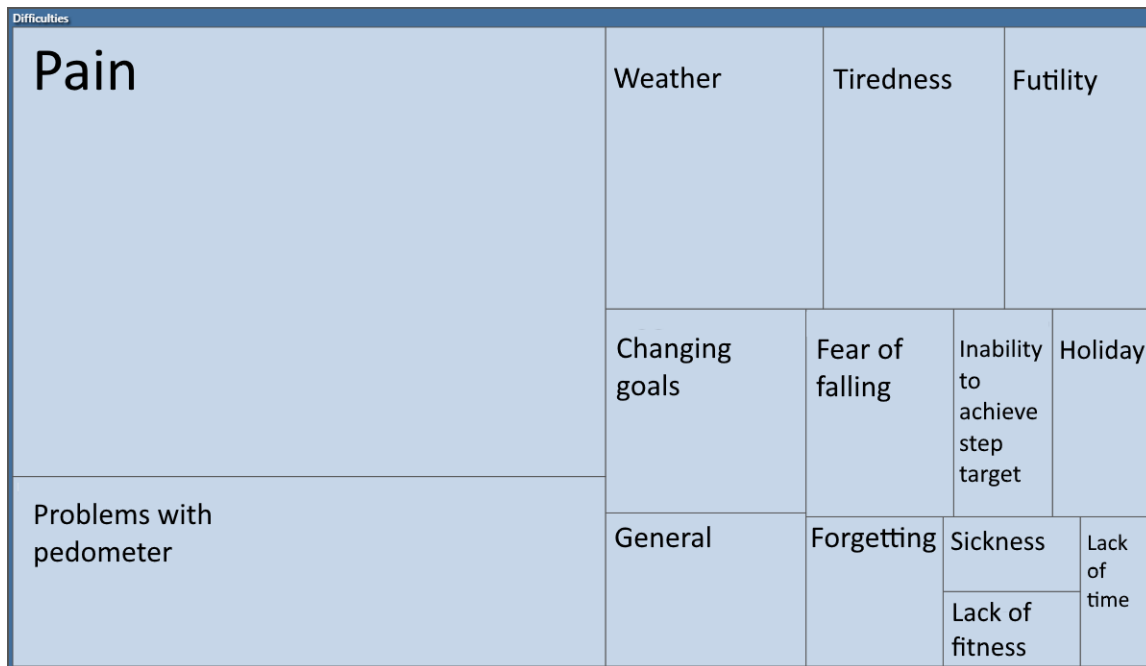 Difficulties
Pain
Weather
Tiredness
Futility
Changing
goals
Fear of
falling
Inability
to
achieve
step
target
Holiday
Problems with
pedometer
General
Forgetting
Sickness
Lack
of
time
Lack of
fitness